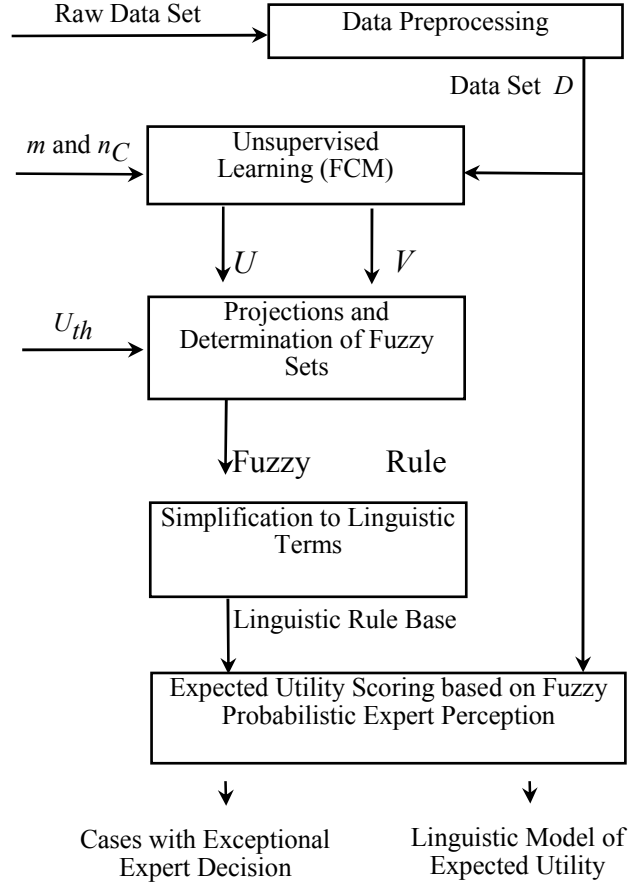 Raw Data Set
Data Preprocessing
Data Set D
m and nC
Unsupervised
Learning (FCM)
U
V
Uth
Projections and
Determination of Fuzzy
Sets
Fuzzy Rule
Simplification to Linguistic
Terms
Linguistic Rule Base
Expected Utility Scoring based on Fuzzy
Probabilistic Expert Perception
Cases with Exceptional
Expert Decision
Linguistic Model of
Expected Utility